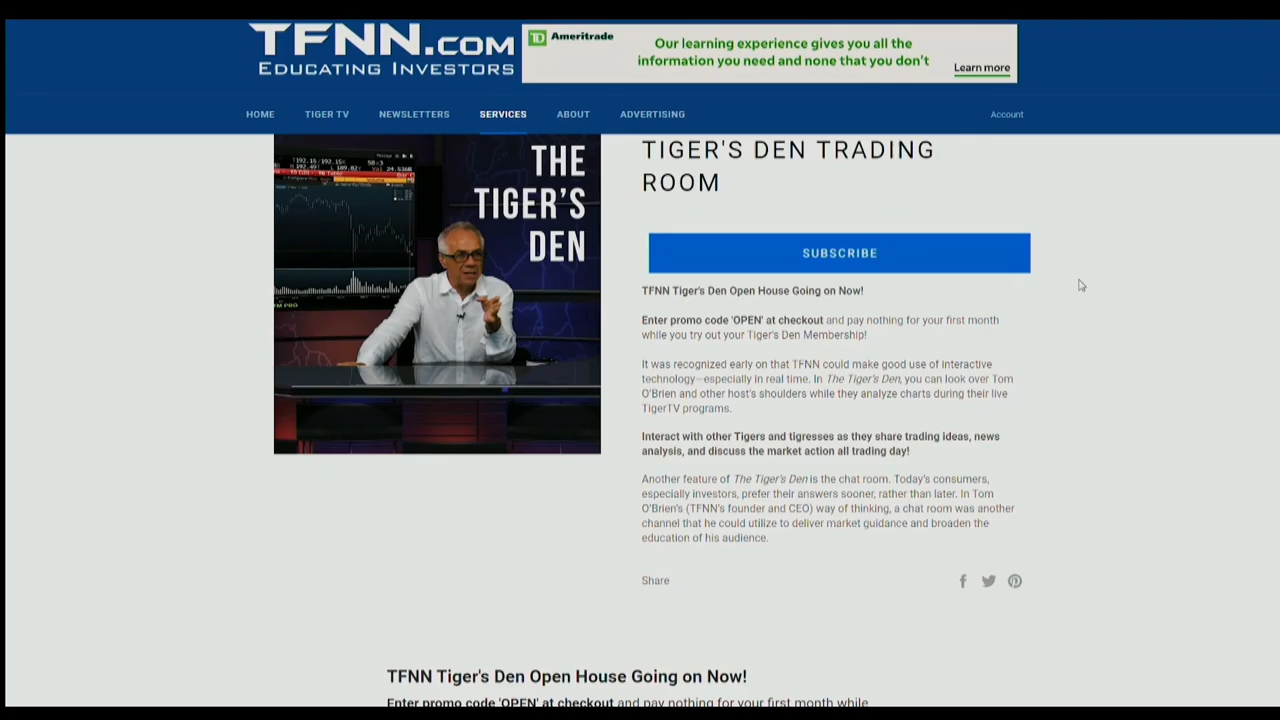 TFNN.COM
EDUCATING INVESTORS
Ameritrade
Our learning experience gives you all the
information you need and none that you don't
Learn more
HOME TIGER TV NEWSLETTERS SERVICES ABOUT ADVERTISING Account
THE
TIGER'S
DEN
TIGER'S DEN TRADING
ROOM
SUBSCRIBE
TFNN Tiger's Den Open House Going on Now!
Enter promo code 'OPEN' at checkout and pay nothing for your first month
while you try out your Tiger's Den Membership!
It was recognized early on that TFNN could make good use of interactive
technology—especially in real time. In The Tiger's Den, you can look over Tom
O'Brien and other host's shoulders while they analyze charts during their live
TigerTV programs.
Interact with other Tigers and tigresses as they share trading ideas, news
analysis, and discuss the market action all trading day!
Another feature of The Tiger's Den is the chat room. Today's consumers,
especially investors, prefer their answers sooner, rather than later. In Tom
O'Brien's (TFNN's founder and CEO) way of thinking, a chat room was another
channel that he could utilize to deliver market guidance and broaden the
education of his audience.
Share
TFNN Tiger's Den Open House Going on Now!
Enter promo code 'OPEN' at checkout and pay nothing for your first month while